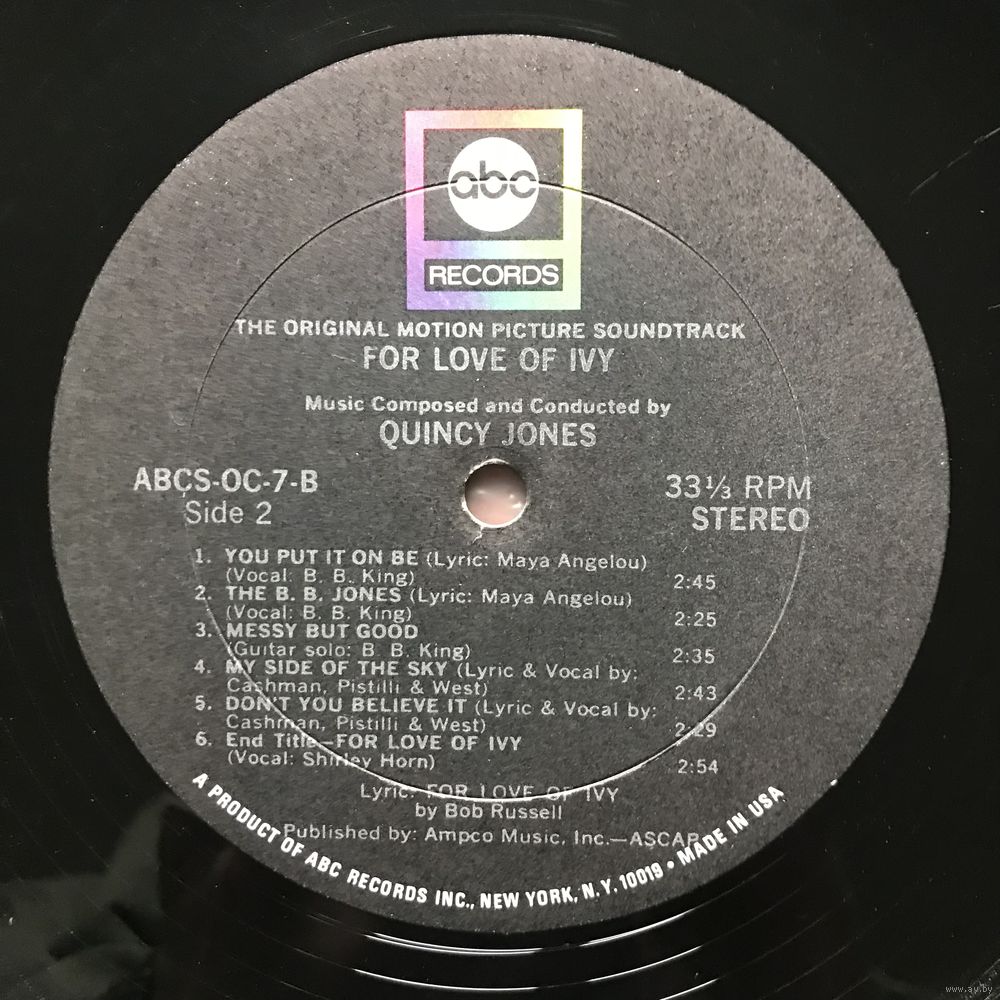 abc
RECORDS
THE ORIGINAL MOTION PICTURE SOUNDTRACK
FOR LOVE OF IVY
Music Composed and Conducted by
QUINCY JONES
ABCS-OC-7-B
Side 2
33⅓ RPM
STEREO
1. YOU PUT IT ON BE (Lyric: Maya Angelou)
(Vocal: B. B. King) 2:45
2. THE B. B. JONES (Lyric: Maya Angelou)
(Vocal: B. B. King) 2:25
3. MESSY BUT GOOD
(Guitar solo: B B. King) 2:35
4. MY SIDE OF THE SKY (Lyric & Vocal by:
Cashman, Pistilli & West) 2:43
5. DON'T YOU BELIEVE IT (Lyric & Vocal by:
Cashman, Pistilli & West) 2:29
6. End Title—FOR LOVE OF IVY
(Vocal: Shirley Horn) 2:54
Lyric: FOR LOVE OF IVY
by Bob Russell
Published by: Ampco Music, Inc.—ASCAP
A PRODUCT OF ABC RECORDS INC., NEW YORK, N.Y. 10019 • MADE IN USA
www.ay.by